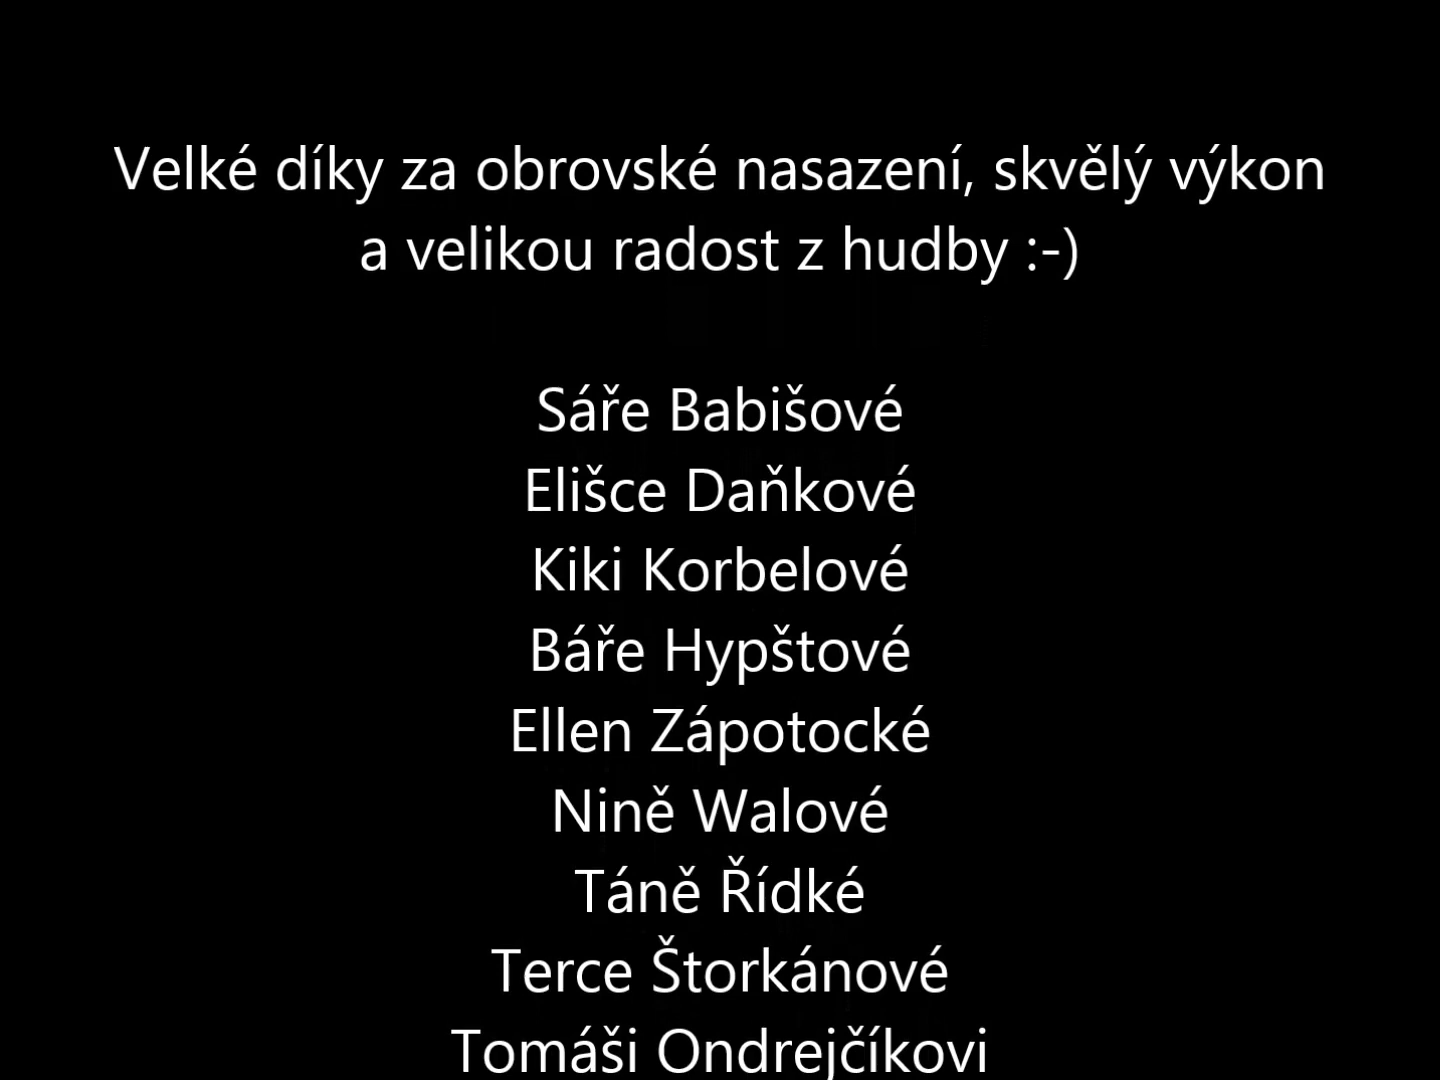 Velké díky za obrovské nasazení, skvělý výkon
a velikou radost z hudby :-)
Sáře Babišové
Elišce Daňkové
Kiki Korbelové
Báře Hypštové
Ellen Zápotocké
Nině Walové
Táně Řídké
Terce Štorkánové
Tomáši Ondrejčíkovi